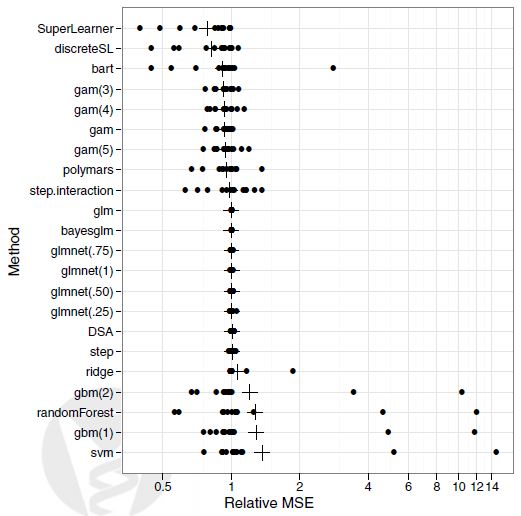 SuperLearner
discreteSL
bart
gam(3)
gam(4)
gam
gam(5)
polymars
step.interaction
glm
bayesglm
glmnet(.75)
glmnet(1)
glmnet(.50)
glmnet(.25)
DSA
step
ridge
gbm(2)
randomForest
gbm(1)
svm
Method
0.5 1 2 4 6 8 10 12 14
Relative MSE